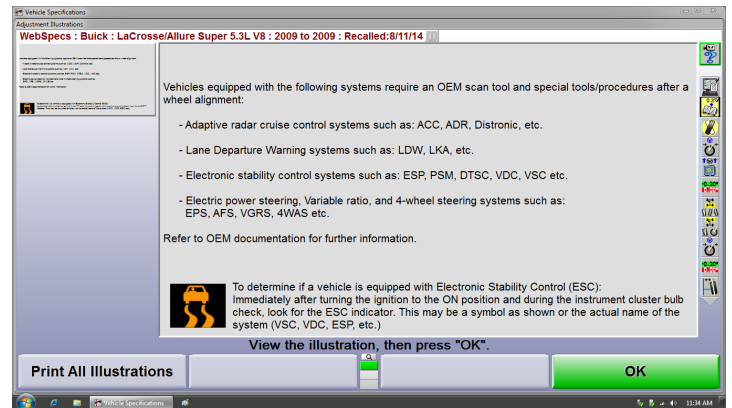 Vehicle Specifications
Adjustment Illustrations
WebSpecs : Buick : LaCrosse/Allure Super 5.3L V8 : 2009 to 2009 : Recalled:8/11/14
Vehicles equipped with the following systems require an OEM scan tool and special tools/procedures after a
wheel alignment:
- Adaptive radar cruise control systems such as: ACC, ADR, Distronic, etc.
- Lane Departure Warning systems such as: LDW, LKA, etc.
- Electronic stability control systems such as: ESP, PSM, DTSC, VDC, VSC etc.
- Electric power steering, Variable ratio, and 4-wheel steering systems such as:
EPS, AFS, VGRS, 4WAS etc.
Refer to OEM documentation for further information.
To determine if a vehicle is equipped with Electronic Stability Control (ESC):
Immediately after turning the ignition to the ON position and during the instrument cluster bulb
check, look for the ESC indicator. This may be a symbol as shown or the actual name of the
system (VSC, VDC, ESP, etc.)
View the illustration, then press "OK".
Print All Illustrations
OK
Vehicle Specifications
11:34 AM